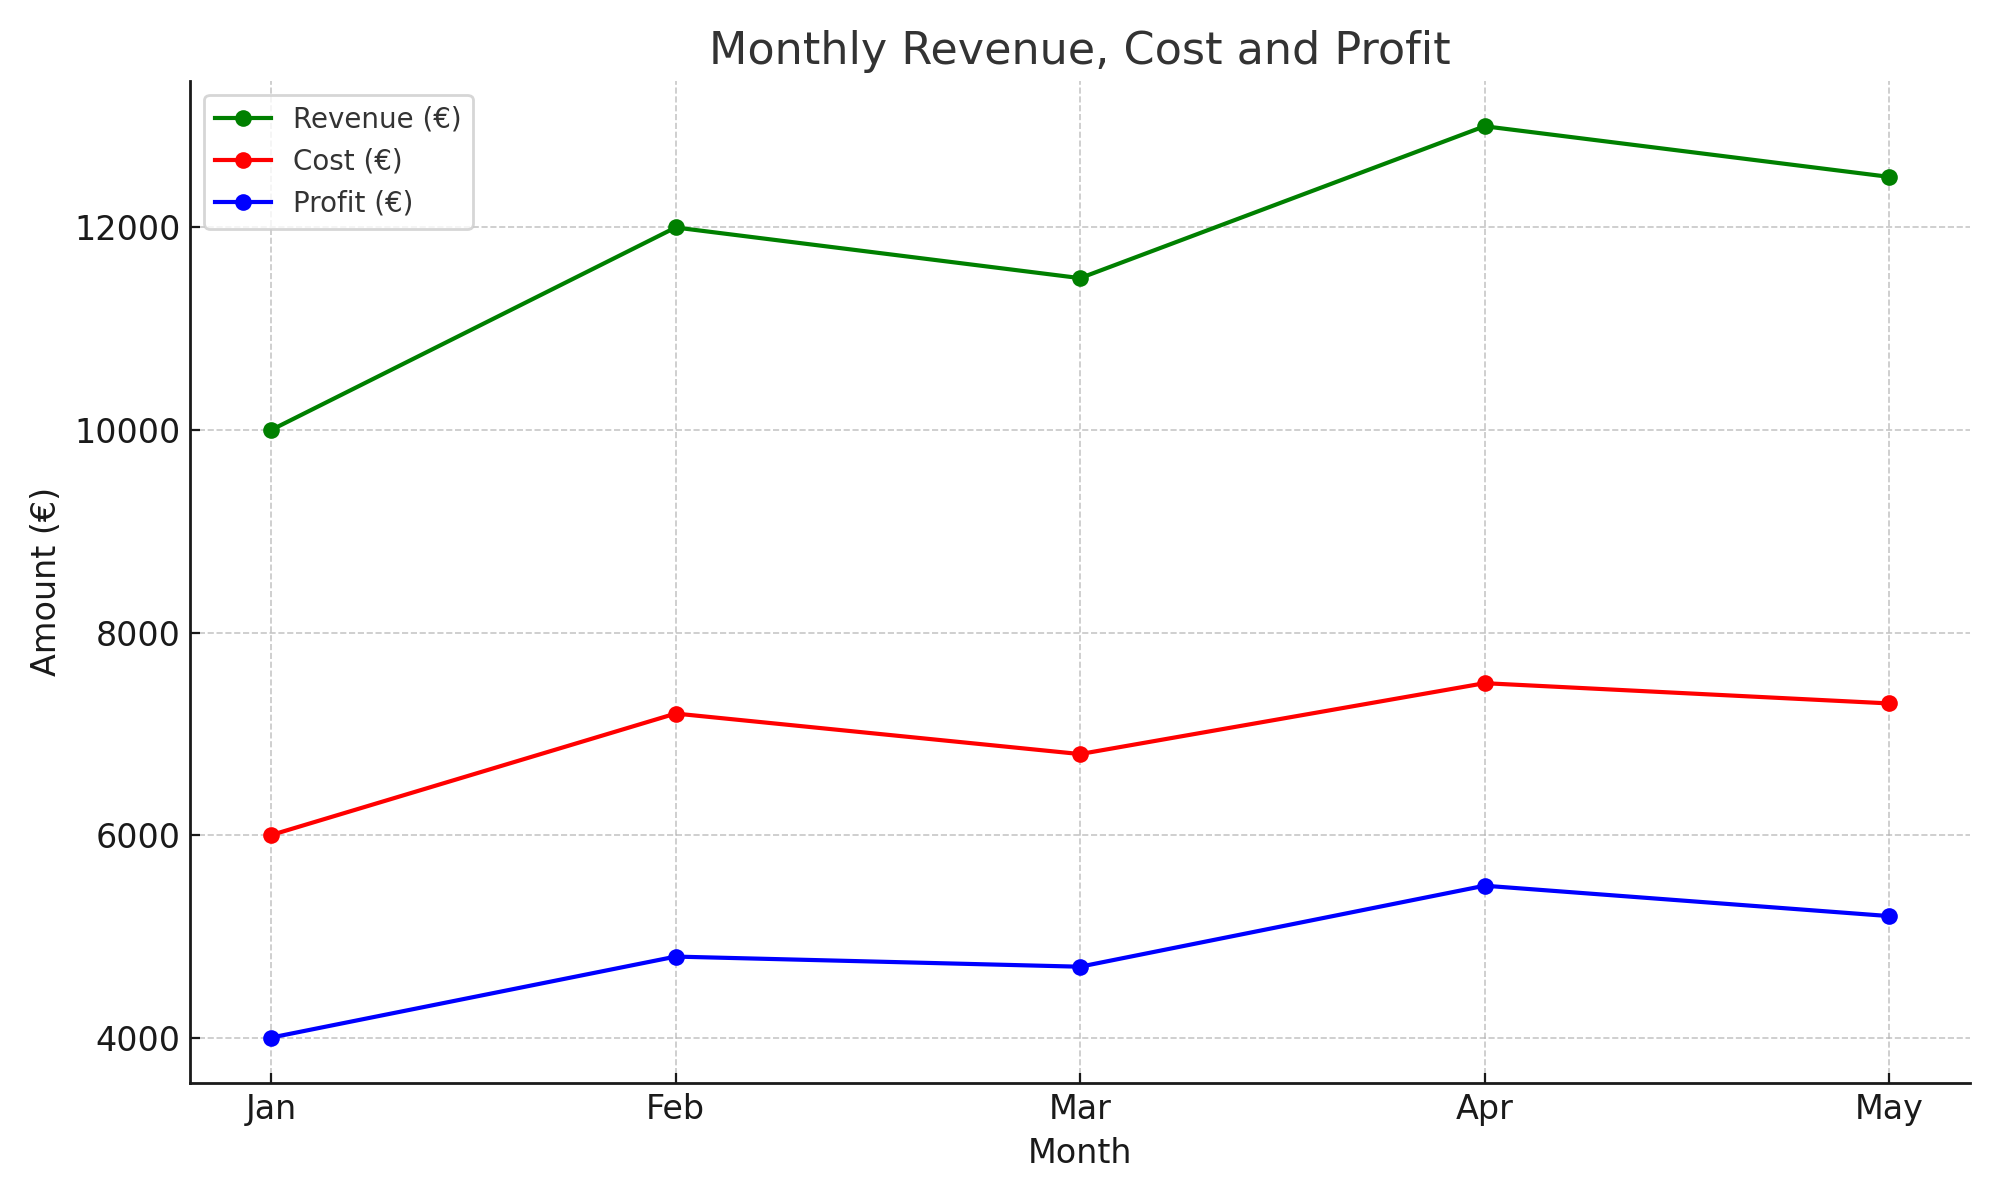 Monthly Revenue, Cost and Profit
Revenue (€)
Cost (€)
Profit (€)
12000
10000
8000
6000
4000
Amount (€)
Jan Feb Mar Apr May
Month